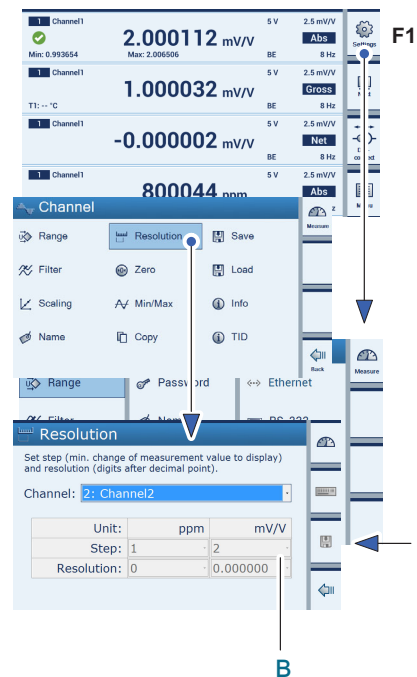 1 Channel1 5 V 2.5 mV/V
2.000112 mV/V Abs
Min: 0.993654 Max: 2.006506 BE 8 Hz
Settings
F1
1 Channel1 5 V 2.5 mV/V
1.000032 mV/V Gross
T1: -- °C BE 8 Hz
1 Channel1 5 V 2.5 mV/V
-0.000002 mV/V Net
BE 8 Hz
1 Channel1 5 V 2.5 mV/V
800044 ppm Abs
Channel
Measure
Range Resolution Save
Filter Zero Load
Scaling Min/Max Info
Name Copy TID
Back
Measure
Range Password Ethernet
Resolution
Set step (min. change of measurement value to display)
and resolution (digits after decimal point).
Channel: 2: Channel2
Unit: ppm mV/V
Step: 1 2
Resolution: 0 0.000000
B